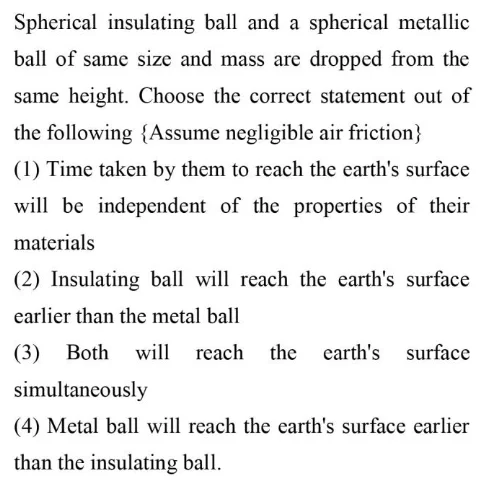 Spherical insulating ball and a spherical metallic
ball of same size and mass are dropped from the
same height. Choose the correct statement out of
the following {Assume negligible air friction}
(1) Time taken by them to reach the earth's surface
will be independent of the properties of their
materials
(2) Insulating ball will reach the earth's surface
earlier than the metal ball
(3) Both will reach the earth's surface
simultaneously
(4) Metal ball will reach the earth's surface earlier
than the insulating ball.